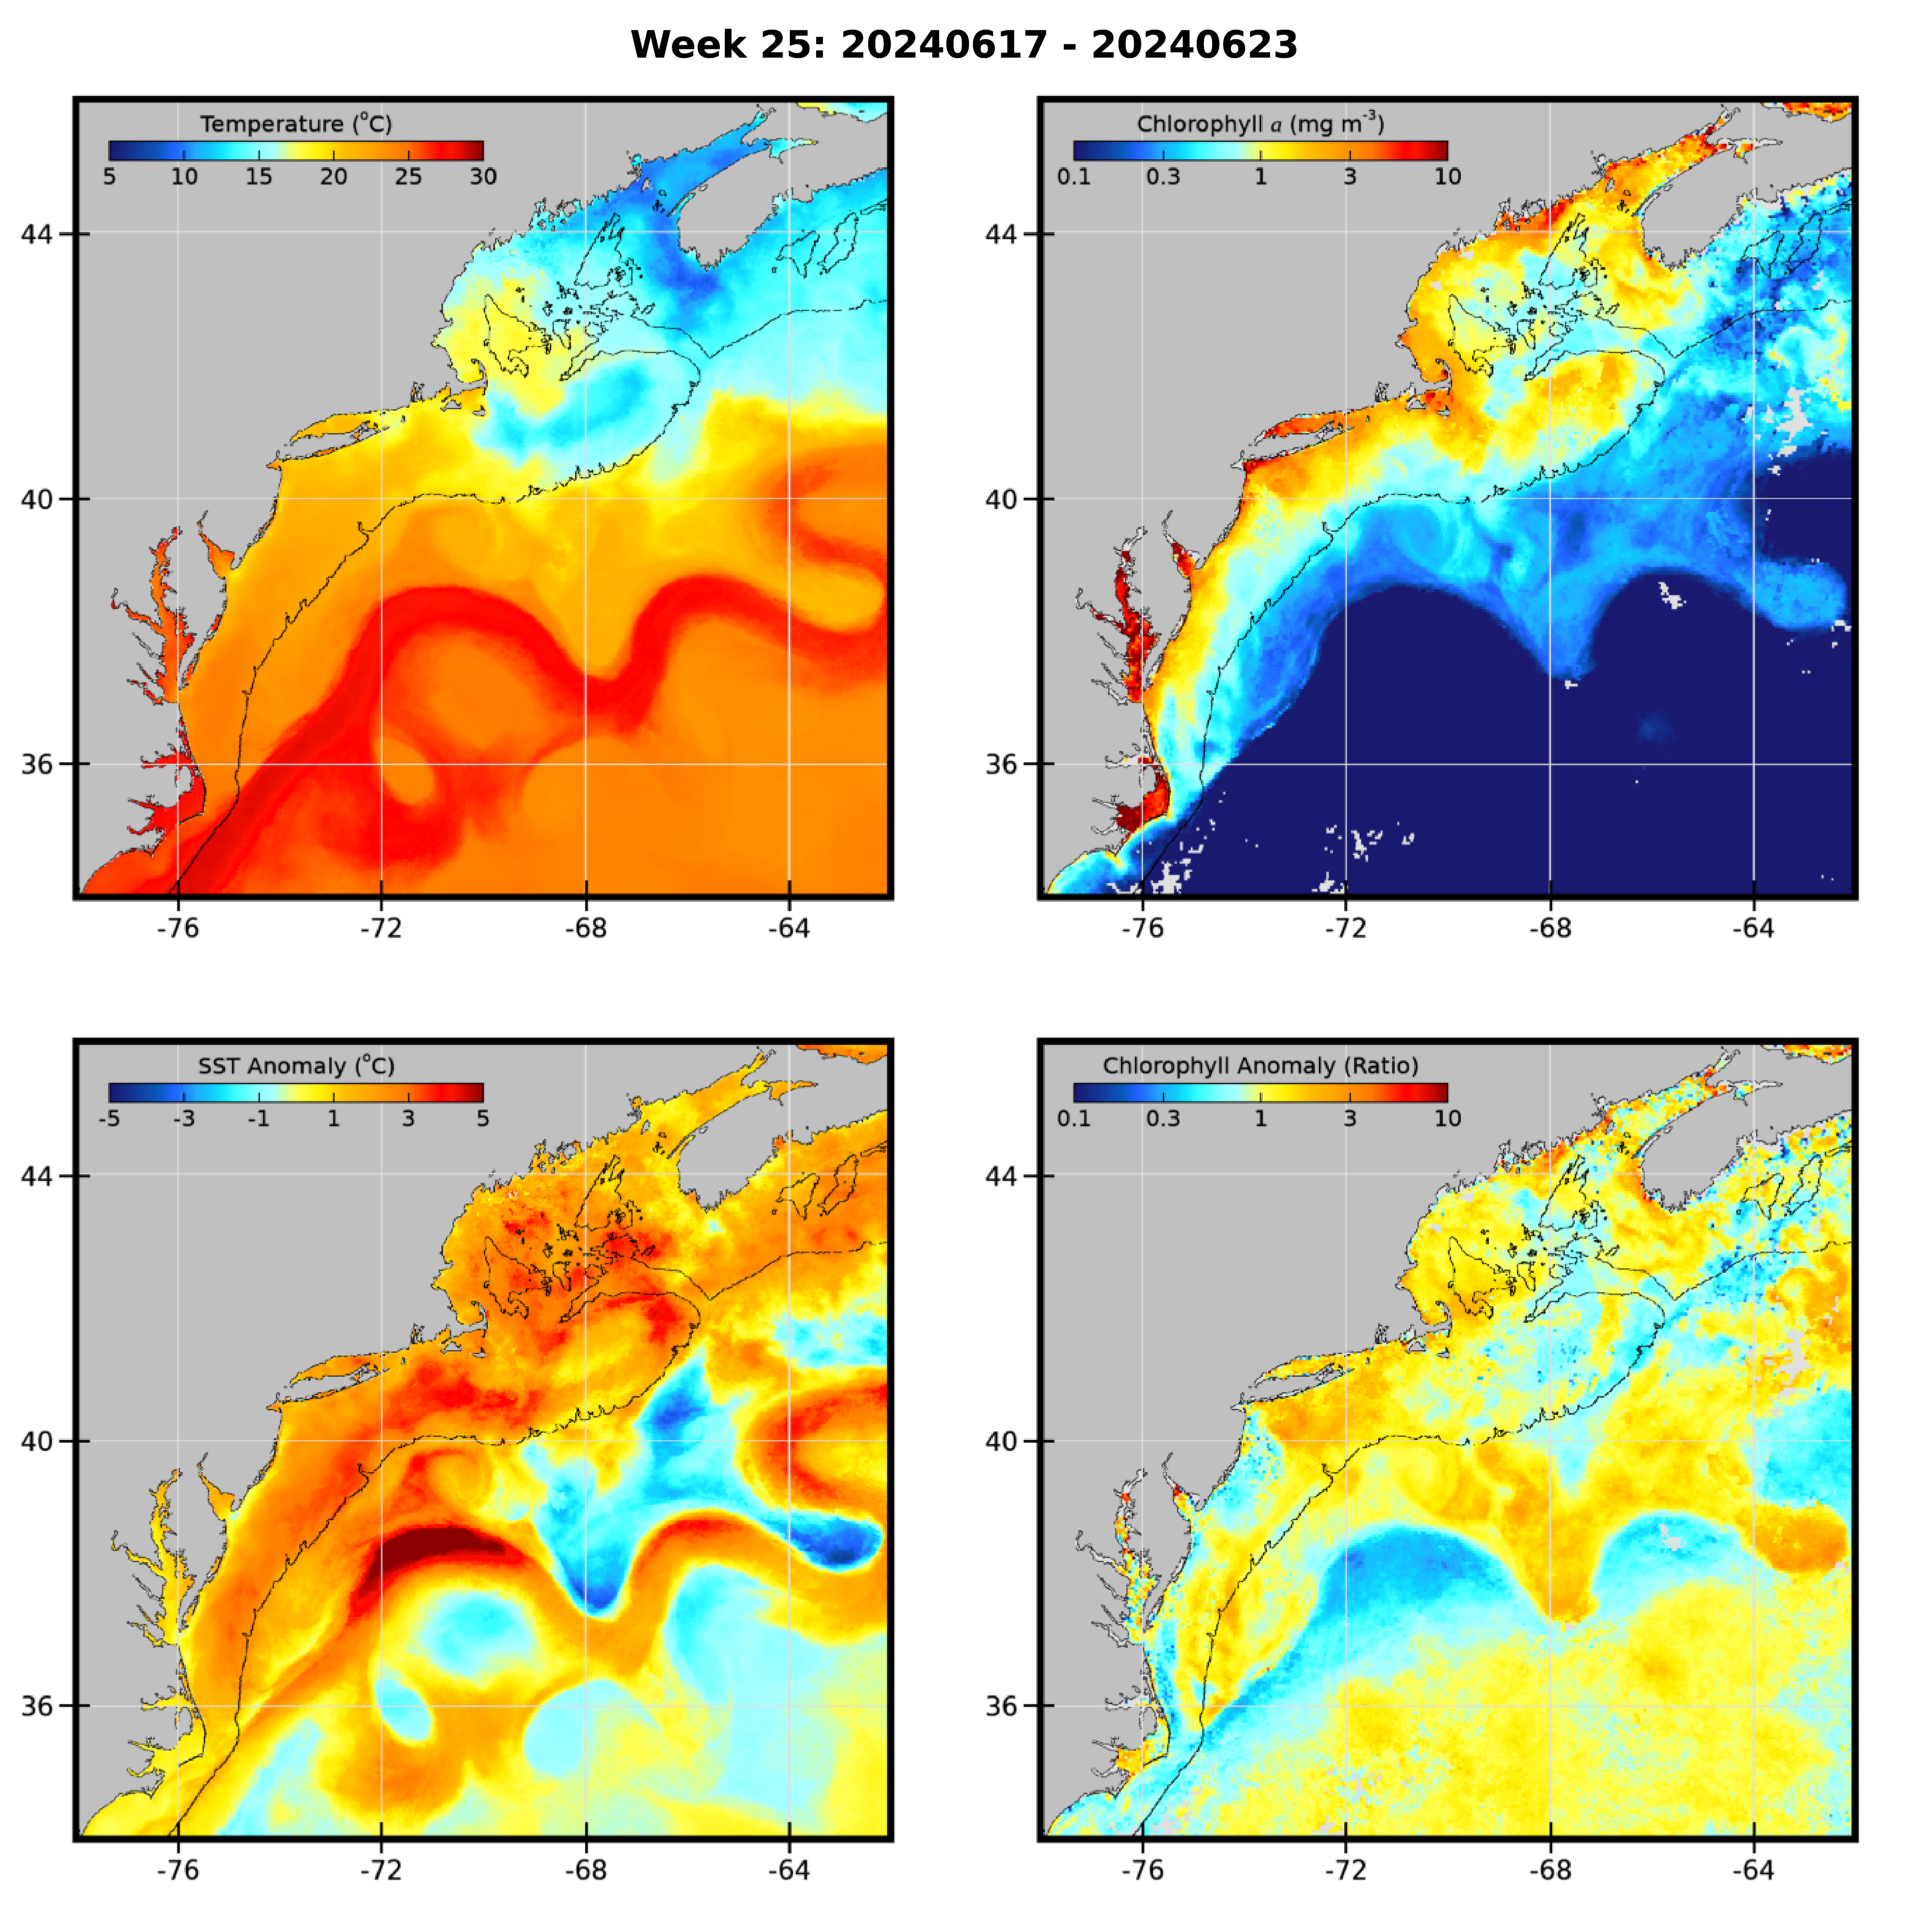 Week 25: 20240617 - 20240623
Temperature (°C)
5 10 15 20 25 30
44
40
36
-76 -72 -68 -64
Chlorophyll a (mg m⁻³)
0.1 0.3 1 3 10
44
40
36
-76 -72 -68 -64
SST Anomaly (°C)
-5 -3 -1 1 3 5
44
40
36
-76 -72 -68 -64
Chlorophyll Anomaly (Ratio)
0.1 0.3 1 3 10
44
40
36
-76 -72 -68 -64